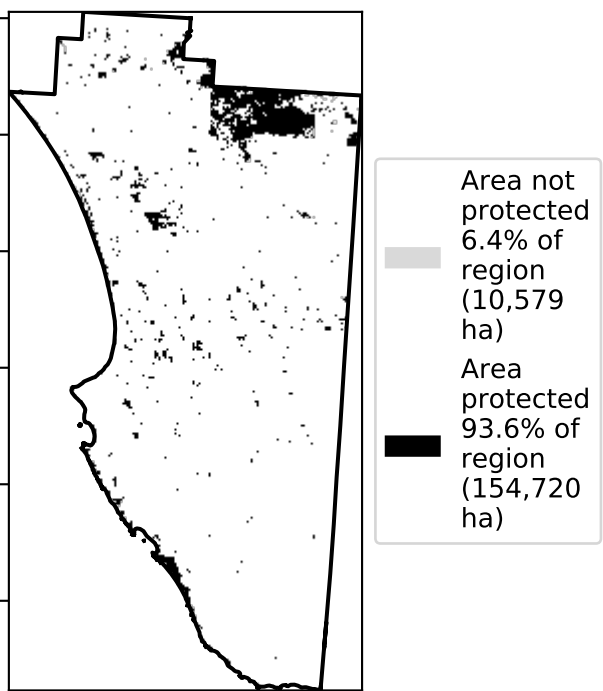 Area not
protected
6.4% of
region
(10,579
ha)
Area
protected
93.6% of
region
(154,720
ha)